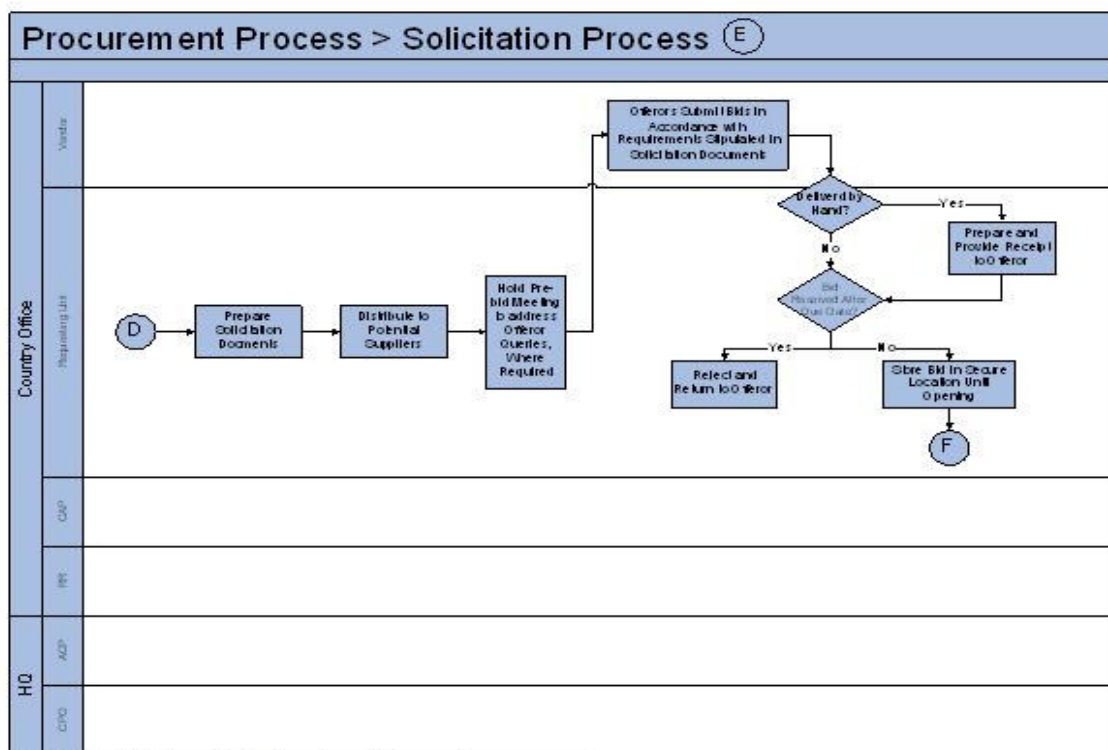 Procurement Process > Solicitation Process E
Country Office
HQ
Vendor
Requesting Unit
CAP
RR
ACP
CPO
D
Prepare
Solicitation
Docments
Distribute to
Potential
Suppliers
Hold Pre-
bid Meeting
to address
Offeror
Queries,
Where
Required
Offerors Submit Bids in
Accordance with
Requirements Stipulated in
Solicitation Documents
Deliverd by
Hand?
Yes
No
Prepare and
Provide Receipt
to Offeror
Bid
Received After
Due Date?
Yes
No
Reject and
Return to Offeror
Store Bid in Secure
Location Until
Opening
F